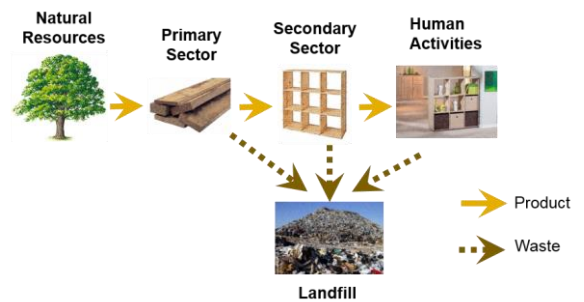 Natural
Resources
Primary
Sector
Secondary
Sector
Human
Activities
Product
Waste
Landfill